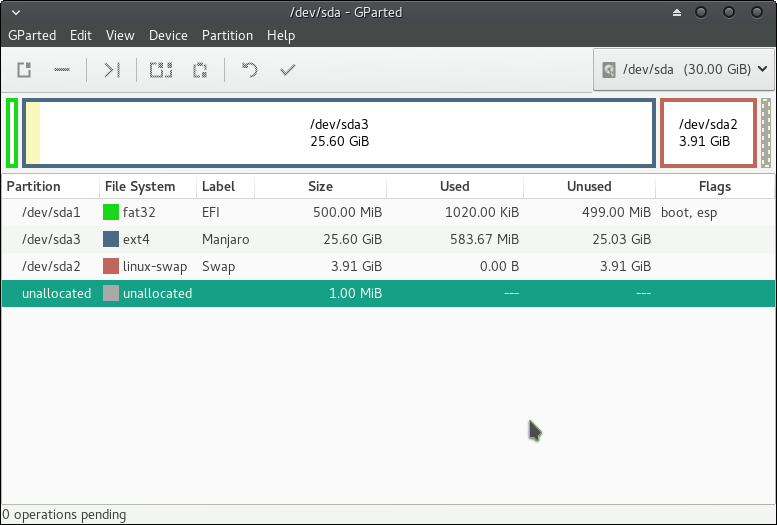 /dev/sda - GParted
GParted Edit View Device Partition Help
/dev/sda (30.00 GiB)
/dev/sda3
25.60 GiB
/dev/sda2
3.91 GiB
Partition File System Label Size Used Unused Flags
/dev/sda1 fat32 EFI 500.00 MiB 1020.00 KiB 499.00 MiB boot, esp
/dev/sda3 ext4 Manjaro 25.60 GiB 583.67 MiB 25.03 GiB
/dev/sda2 linux-swap Swap 3.91 GiB 0.00 B 3.91 GiB
unallocated unallocated 1.00 MiB --- ---
0 operations pending